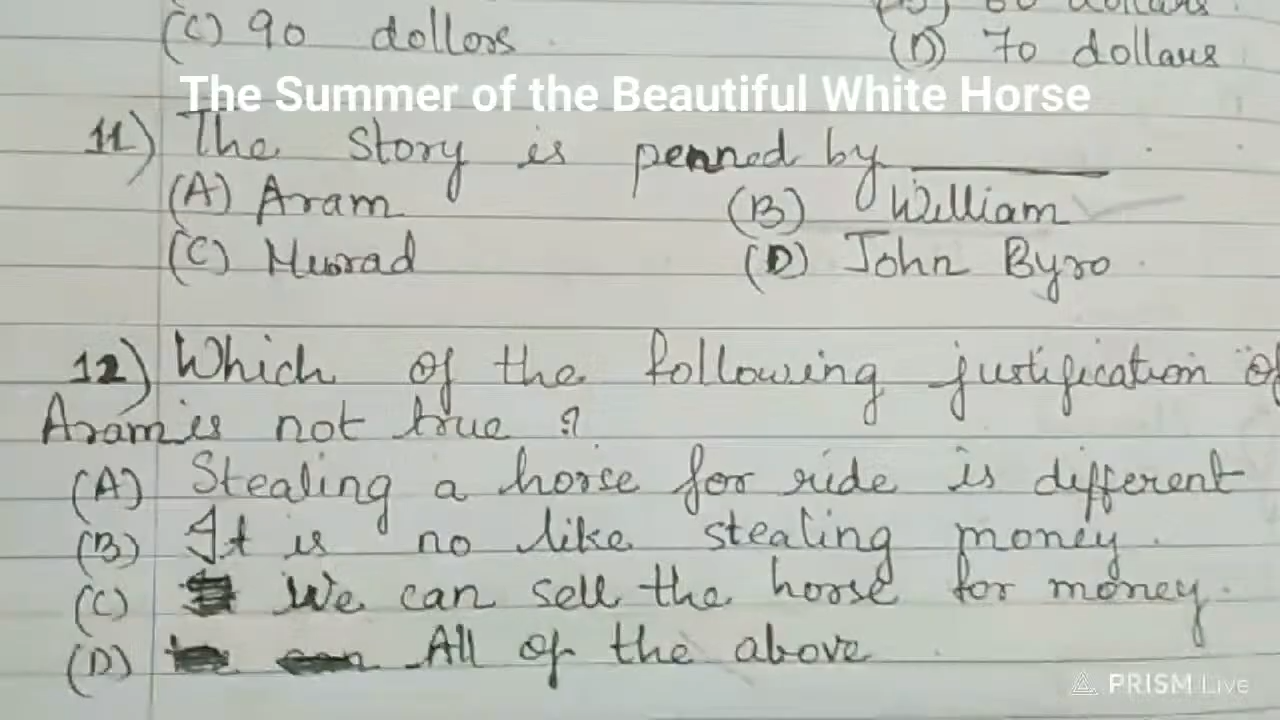 (C) 90 dollors
(D) 70 dollars
The Summer of the Beautiful White Horse
11) The story is penned by ______
(A) Aram (B) William
(C) Murad (D) John Byro
12) Which of the following justification of
Aram is not true ?
(A) Stealing a horse for ride is different
(B) It is no like stealing money.
(C) We can sell the horse for money.
(D) All of the above
PRISM Live